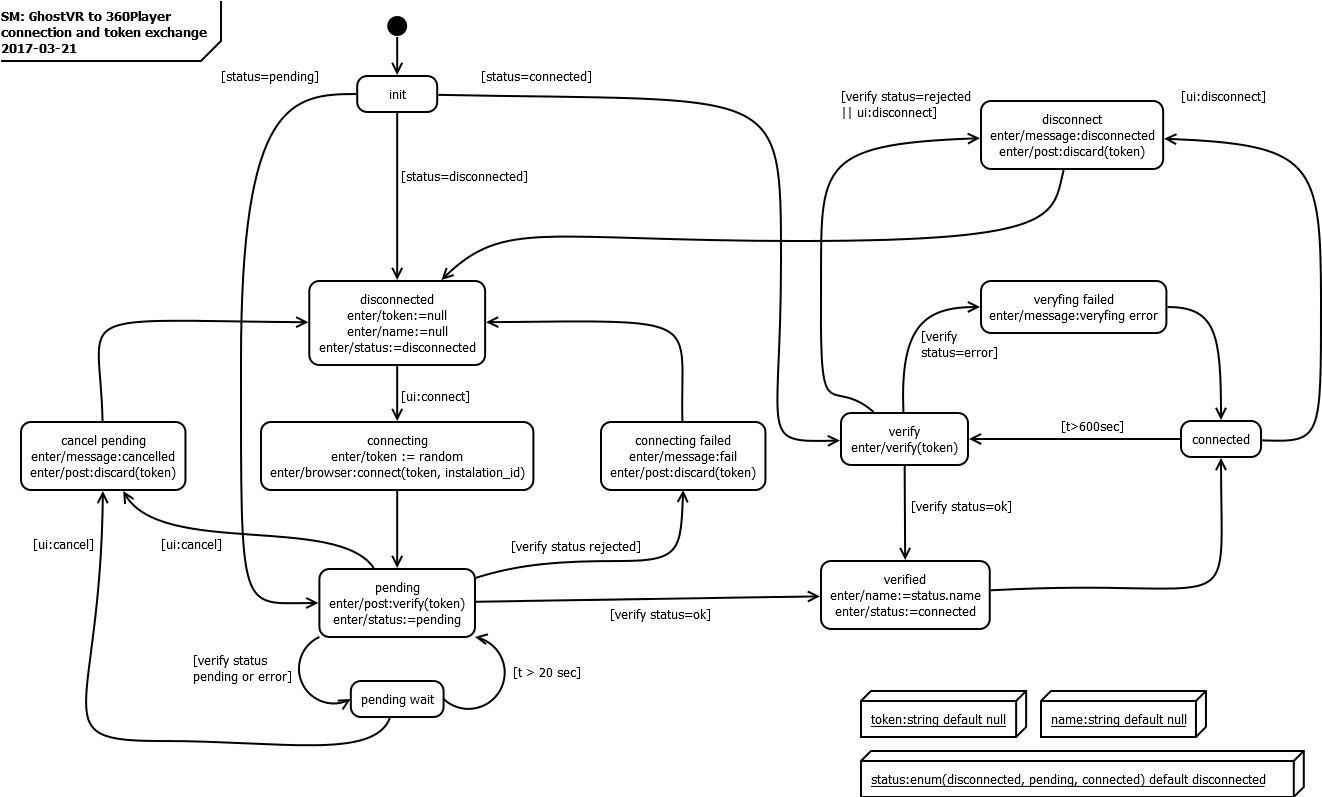 SM: GhostVR to 360Player
connection and token exchange
2017-03-21
[status=pending]
[status=connected]
init
[status=disconnected]
[verify status=rejected
|| ui:disconnect]
[ui:disconnect]
disconnect
enter/message:disconnected
enter/post:discard(token)
disconnected
enter/token:=null
enter/name:=null
enter/status:=disconnected
veryfing failed
enter/message:veryfing error
[verify
status=error]
[ui:connect]
cancel pending
enter/message:cancelled
enter/post:discard(token)
connecting
enter/token := random
enter/browser:connect(token, instalation_id)
connecting failed
enter/message:fail
enter/post:discard(token)
verify
enter/verify(token)
[t>600sec]
connected
[ui:cancel]
[ui:cancel]
[verify status rejected]
[verify status=ok]
pending
enter/post:verify(token)
enter/status:=pending
[verify status=ok]
verified
enter/name:=status.name
enter/status:=connected
[verify status
pending or error]
[t > 20 sec]
pending wait
token:string default null
name:string default null
status:enum(disconnected, pending, connected) default disconnected